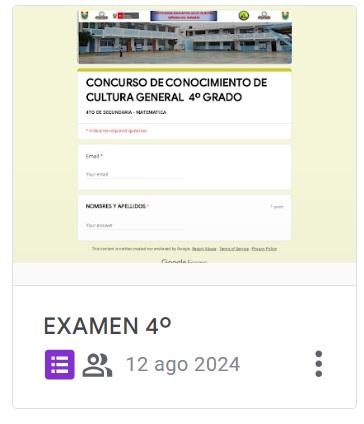 CONCURSO DE CONOCIMIENTO DE
CULTURA GENERAL 4º GRADO
4TO DE SECUNDARIA - MATEMATICA
* Indicates required question
Email *
Your email
NOMBRES Y APELLIDOS *
Your answer
This content is neither created nor endorsed by Google. Report Abuse - Terms of Service - Privacy Policy
Google Forms
EXAMEN 4º
12 ago 2024